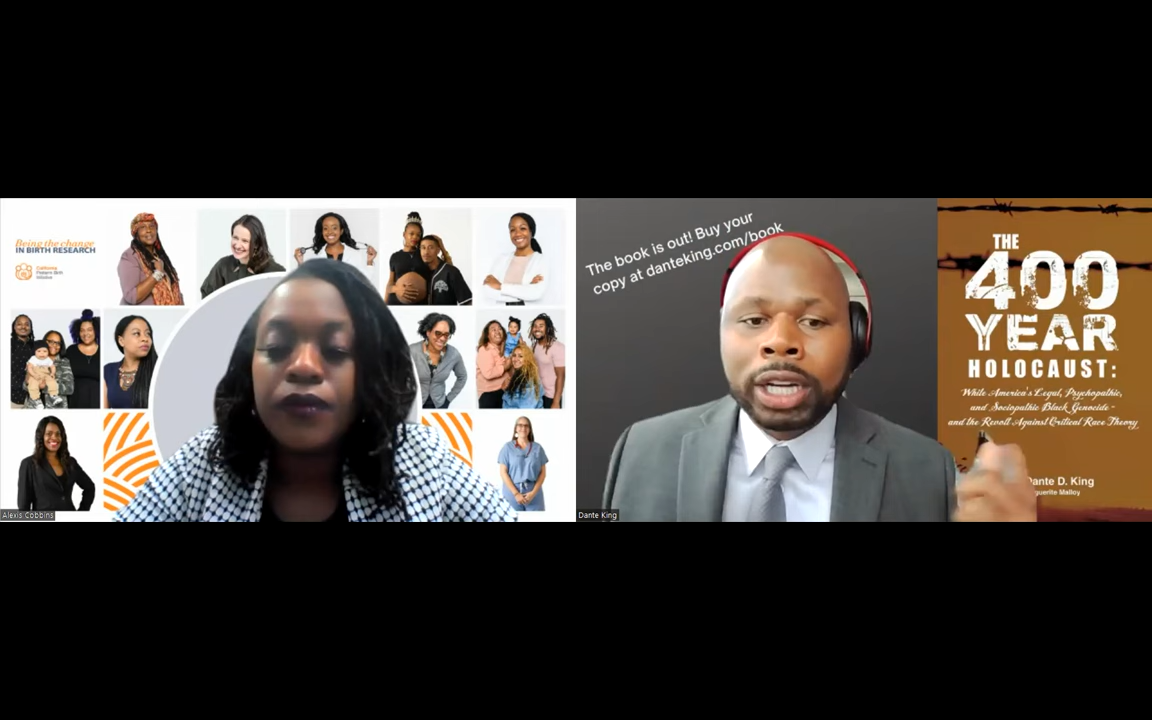 Being the change
IN BIRTH RESEARCH
California
Preterm Birth
Initiative
Alexis Cobbins
The book is out! Buy your
copy at danteking.com/book
Dante King
THE
400
YEAR
HOLOCAUST:
White America's Legal, Psychopathic,
and Sociopathic Black Genocide -
and the Revolt Against Critical Race Theory
Dante D. King
Malloy